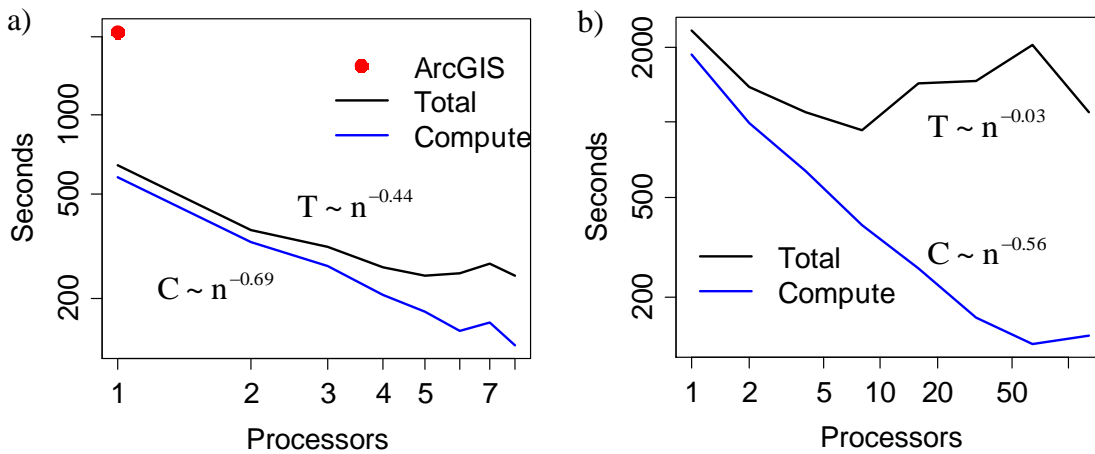 a)
Seconds
1000
500
200
ArcGIS
Total
Compute
T ~ n^−0.44
C ~ n^−0.69
1 2 3 4 5 7
Processors
b)
Seconds
2000
500
200
T ~ n^−0.03
C ~ n^−0.56
Total
Compute
1 2 5 10 20 50
Processors